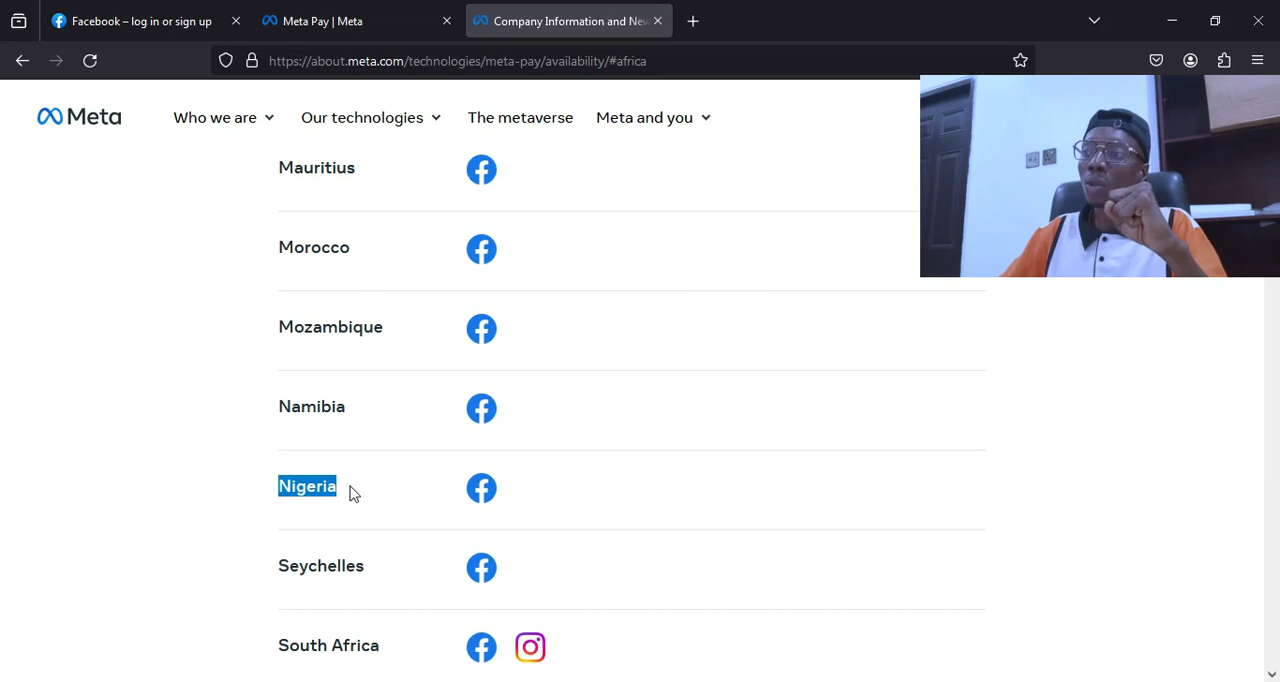 Facebook – log in or sign up
Meta Pay | Meta
Company Information and New
https://about.meta.com/technologies/meta-pay/availability/#africa
Meta
Who we are
Our technologies
The metaverse
Meta and you
Mauritius
Morocco
Mozambique
Namibia
Nigeria
Seychelles
South Africa